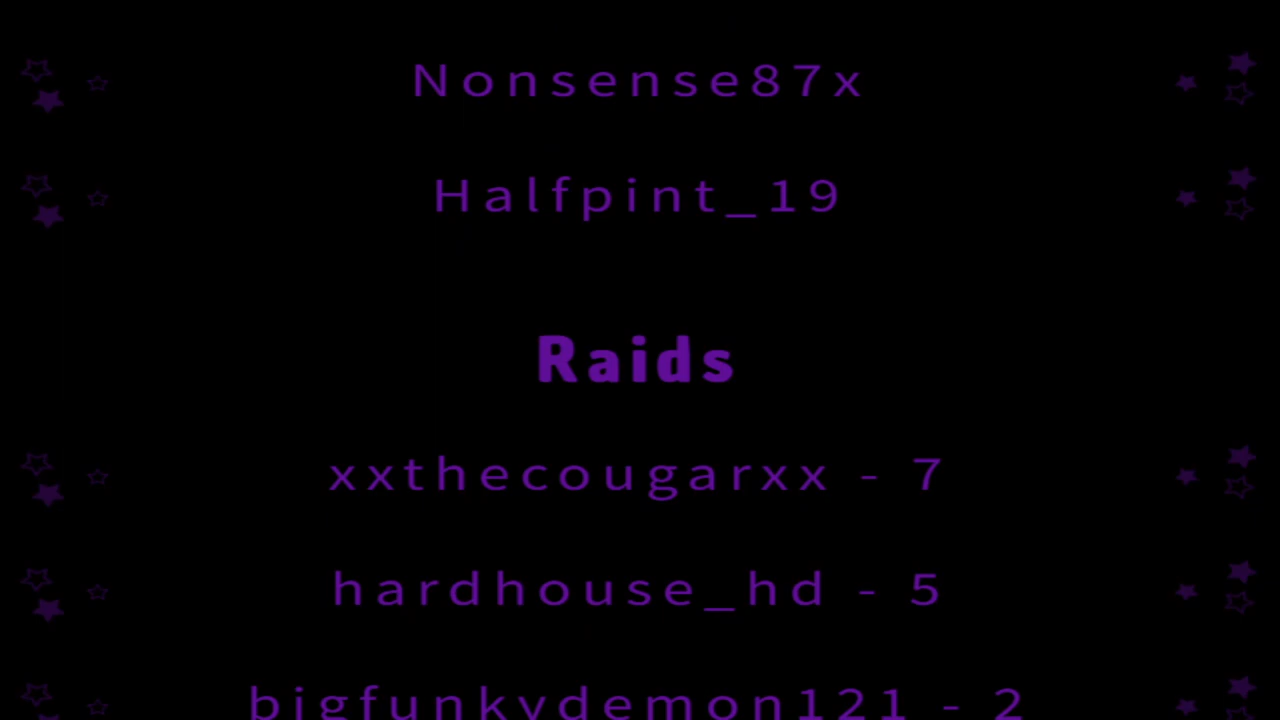 Nonsense87x
Halfpint_19
Raids
xxthecougarxx - 7
hardhouse_hd - 5
bigfunkydemon121 - 2